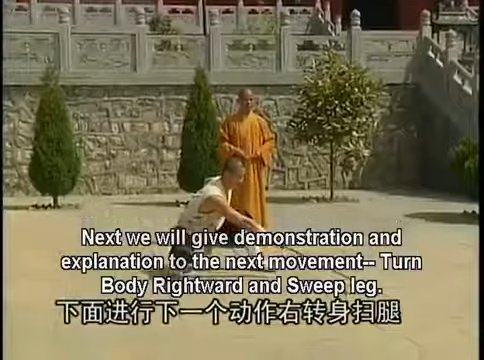 Next we will give demonstration and
explanation to the next movement-- Turn
Body Rightward and Sweep leg.
下面进行下一个动作右转身扫腿